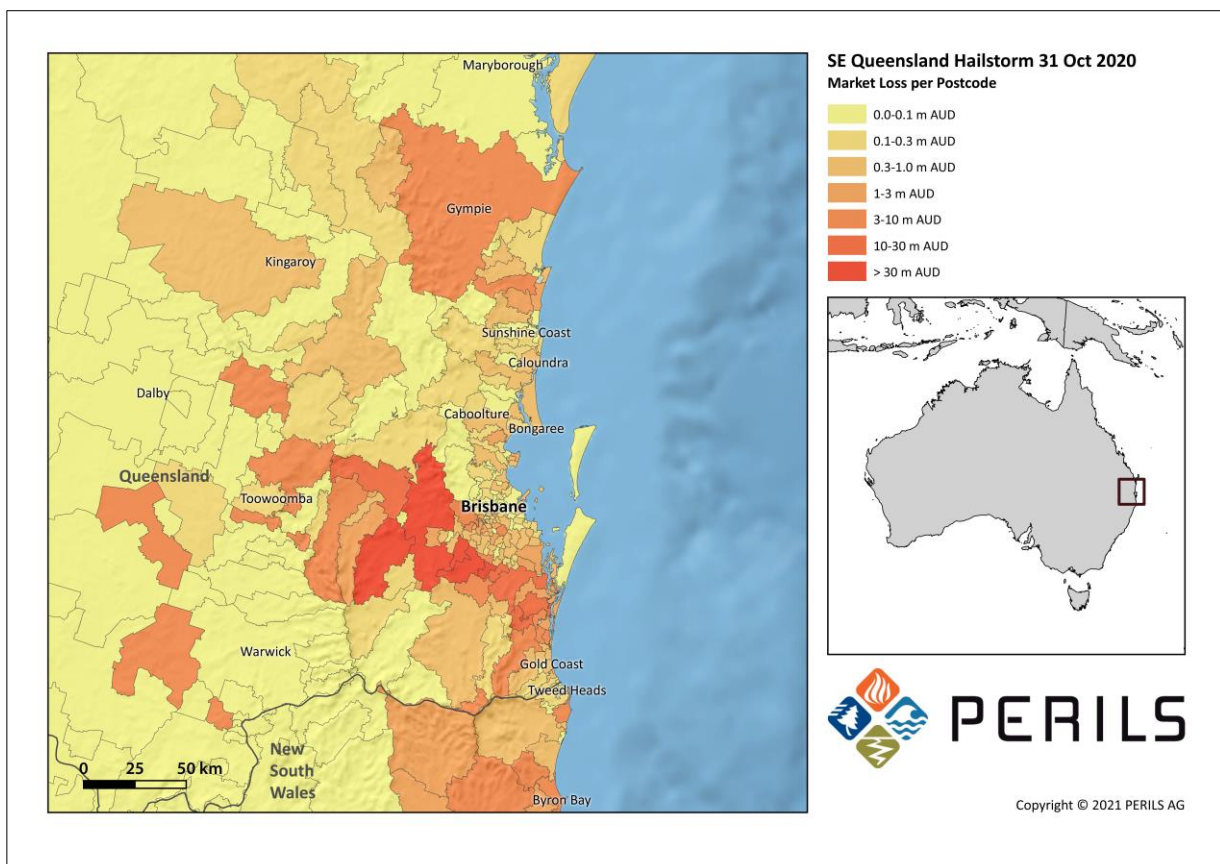 SE Queensland Hailstorm 31 Oct 2020
Market Loss per Postcode
0.0-0.1 m AUD
0.1-0.3 m AUD
0.3-1.0 m AUD
1-3 m AUD
3-10 m AUD
10-30 m AUD
> 30 m AUD
Maryborough
Gympie
Kingaroy
Sunshine Coast
Caloundra
Dalby
Caboolture
Bongaree
Queensland
Toowoomba
Brisbane
Warwick
Gold Coast
Tweed Heads
New
South
Wales
Byron Bay
0 25 50 km
PERILS
Copyright © 2021 PERILS AG